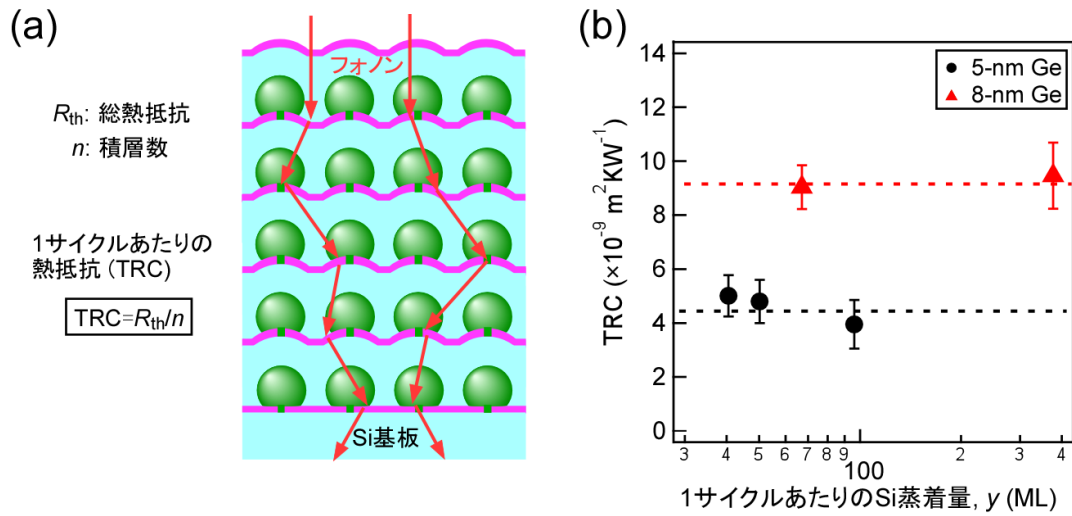 (a)
フォノン
Rth: 総熱抵抗
n: 積層数
1サイクルあたりの
熱抵抗 (TRC)
TRC=Rth/n
Si基板
(b)
5-nm Ge
8-nm Ge
TRC (×10⁻⁹ m² KW⁻¹)
14
12
10
8
6
4
2
0
3 4 5 6 7 8 9 100 2 3 4
1サイクルあたりのSi蒸着量, y (ML)